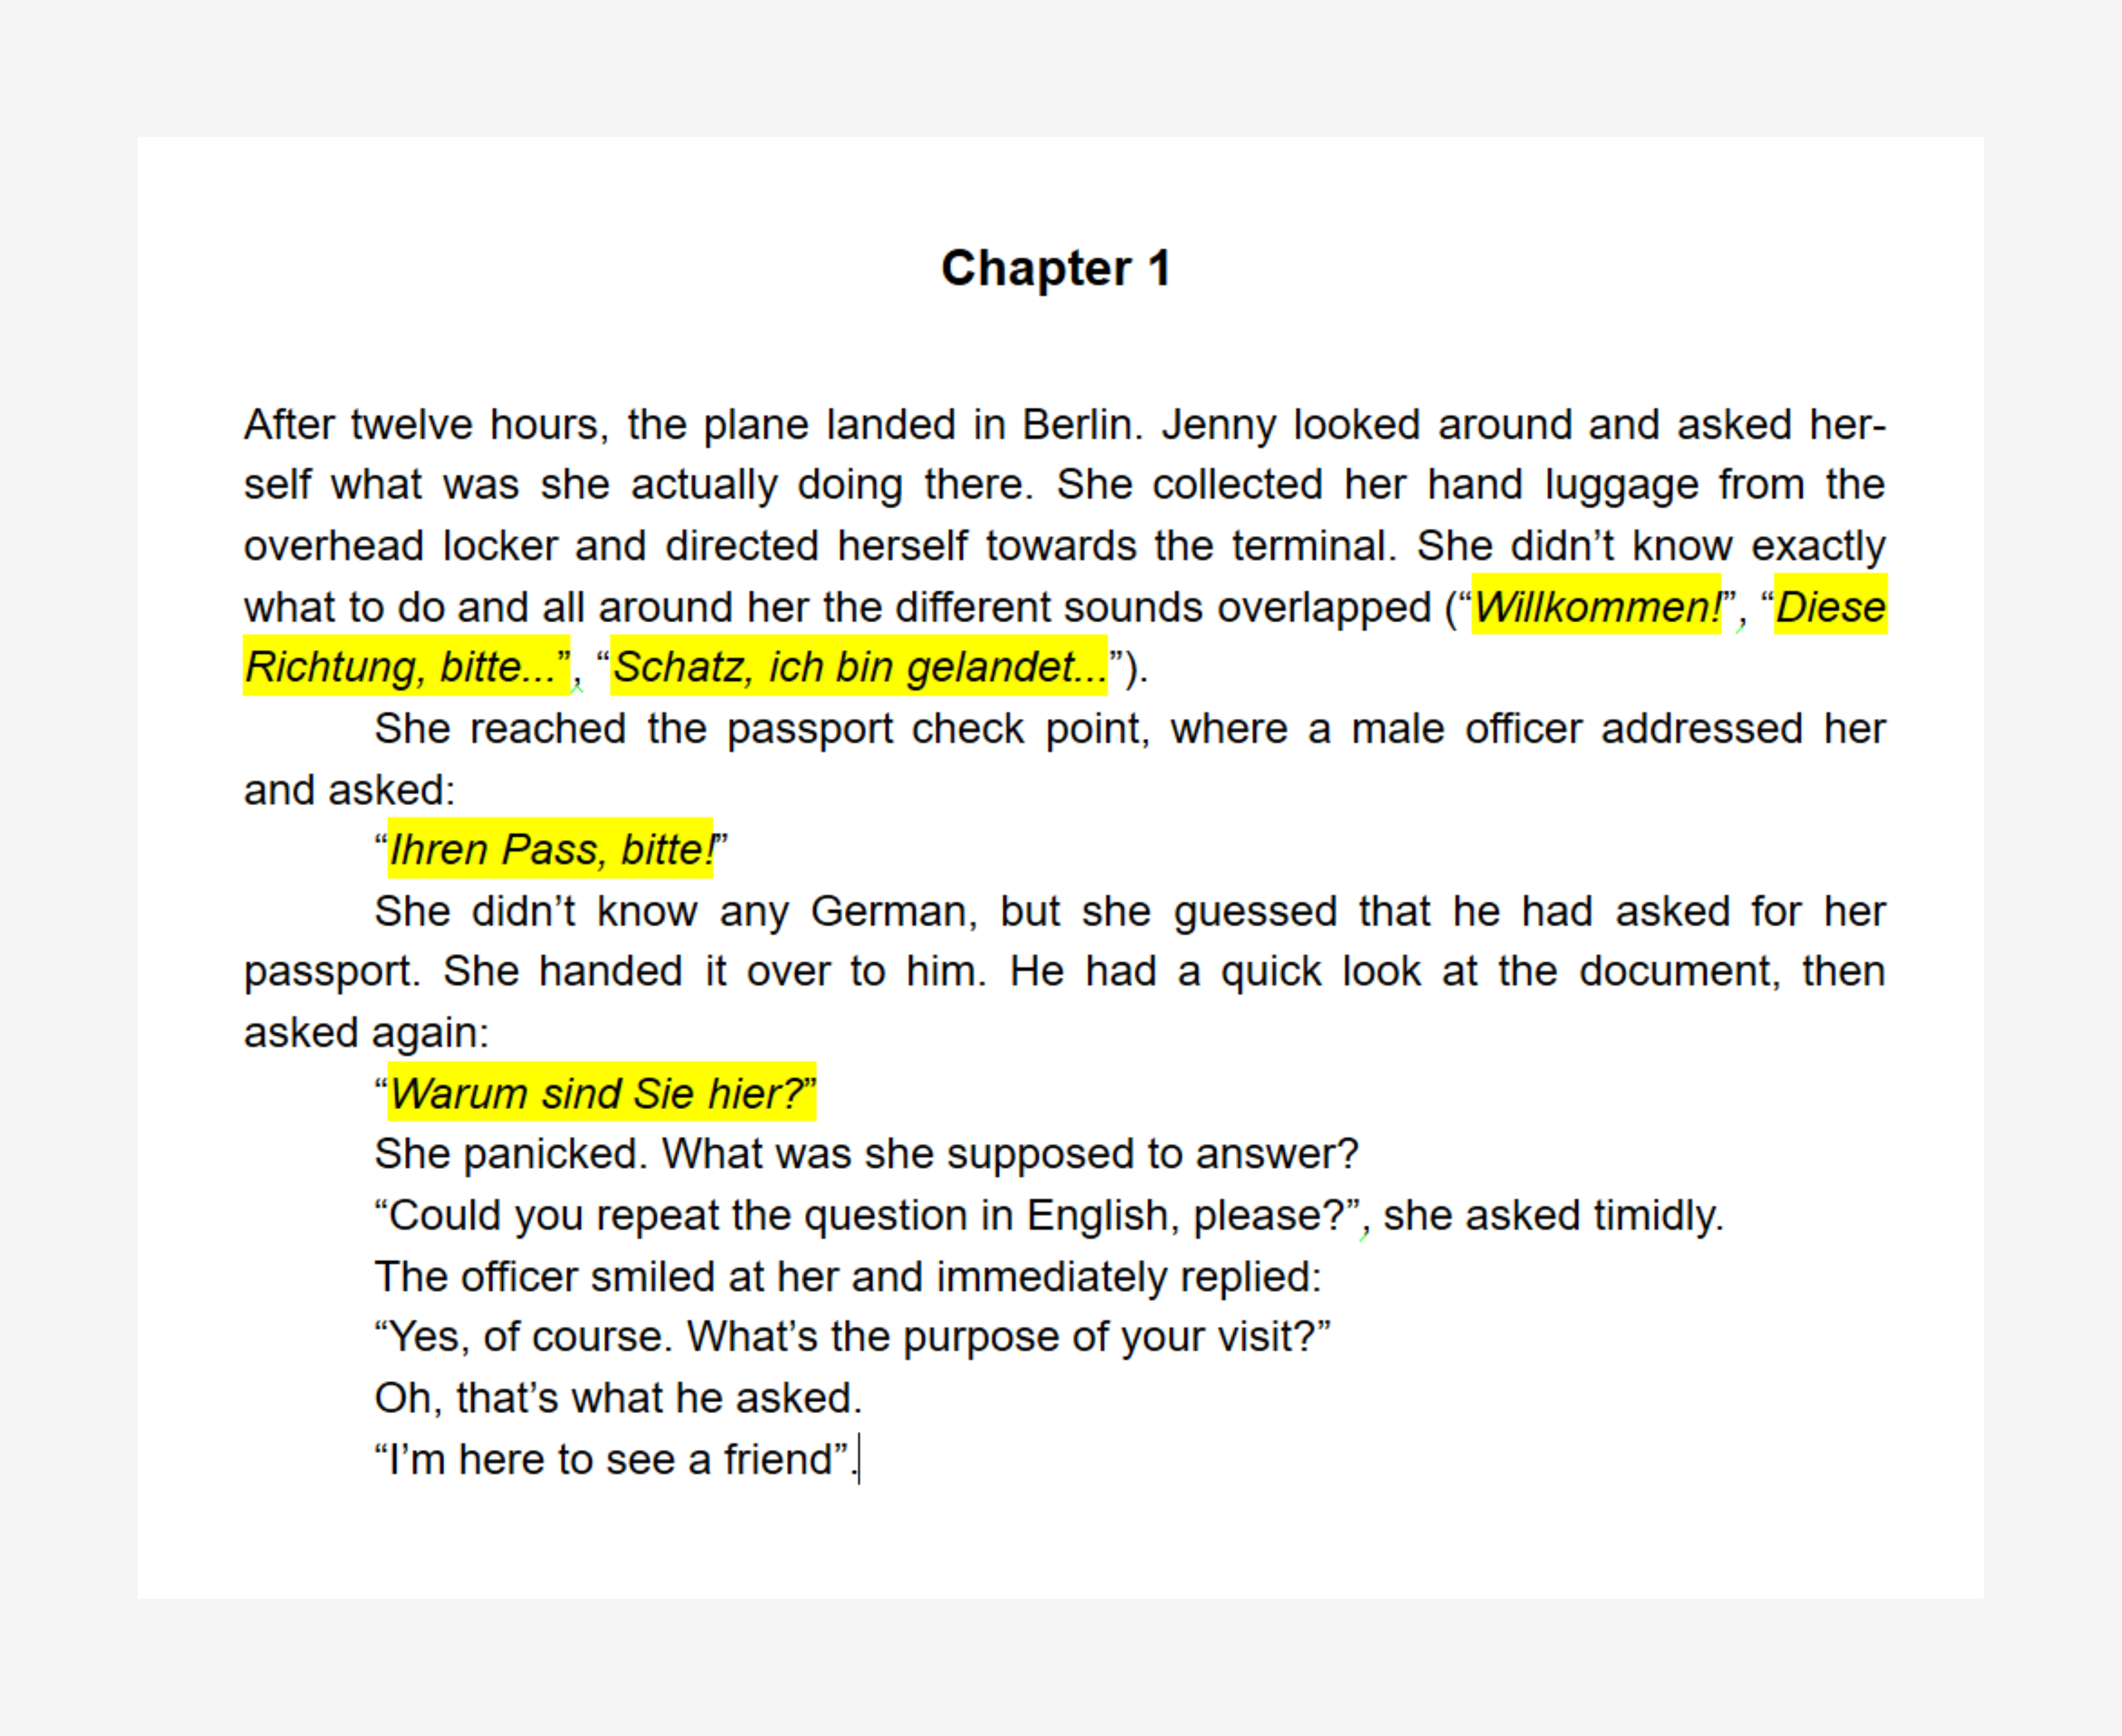 Chapter 1
After twelve hours, the plane landed in Berlin. Jenny looked around and asked her-
self what was she actually doing there. She collected her hand luggage from the
overhead locker and directed herself towards the terminal. She didn’t know exactly
what to do and all around her the different sounds overlapped (“Willkommen!”, “Diese
Richtung, bitte...”, “Schatz, ich bin gelandet...”).
She reached the passport check point, where a male officer addressed her
and asked:
“Ihren Pass, bitte!”
She didn’t know any German, but she guessed that he had asked for her
passport. She handed it over to him. He had a quick look at the document, then
asked again:
“Warum sind Sie hier?”
She panicked. What was she supposed to answer?
“Could you repeat the question in English, please?”, she asked timidly.
The officer smiled at her and immediately replied:
“Yes, of course. What’s the purpose of your visit?”
Oh, that’s what he asked.
“I’m here to see a friend”.